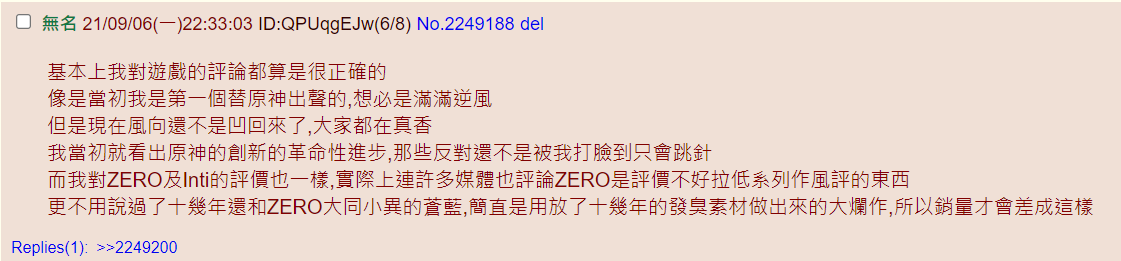 無名 21/09/06(一)22:33:03 ID:QPUqgEJw(6/8) No.2249188 del
基本上我對遊戲的評論都算是很正確的
像是當初我是第一個替原神出聲的,想必是滿滿逆風
但是現在風向還不是凹回來了,大家都在真香
我當初就看出原神的創新的革命性進步,那些反對還不是被我打臉到只會跳針
而我對ZERO及Inti的評價也一樣,實際上連許多媒體也評論ZERO是評價不好拉低系列作風評的東西
更不用說過了十幾年還和ZERO大同小異的蒼藍,簡直是用放了十幾年的發臭素材做出來的大爛作,所以銷量才會差成這樣
Replies(1): >>2249200